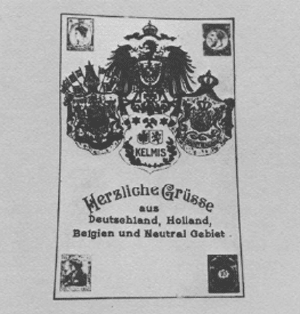 KELMIS
Herzliche Grüsse
aus
Deutschland, Holland,
Belgien und Neutral Gebiet